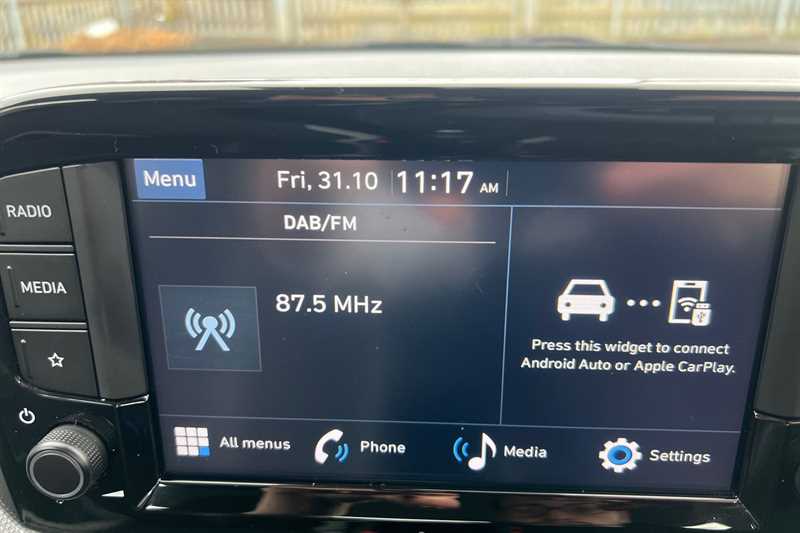 Menu
Fri, 31.10 11:17 AM
RADIO
DAB/FM
MEDIA
87.5 MHz
Press this widget to connect
Android Auto or Apple CarPlay.
All menus
Phone
Media
Settings